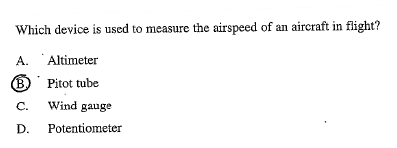 Which device is used to measure the airspeed of an aircraft in flight?
A. Altimeter
B. Pitot tube
C. Wind gauge
D. Potentiometer